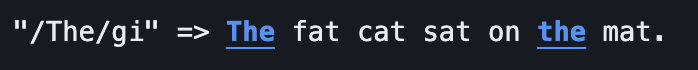 "/The/gi" => The fat cat sat on the mat.